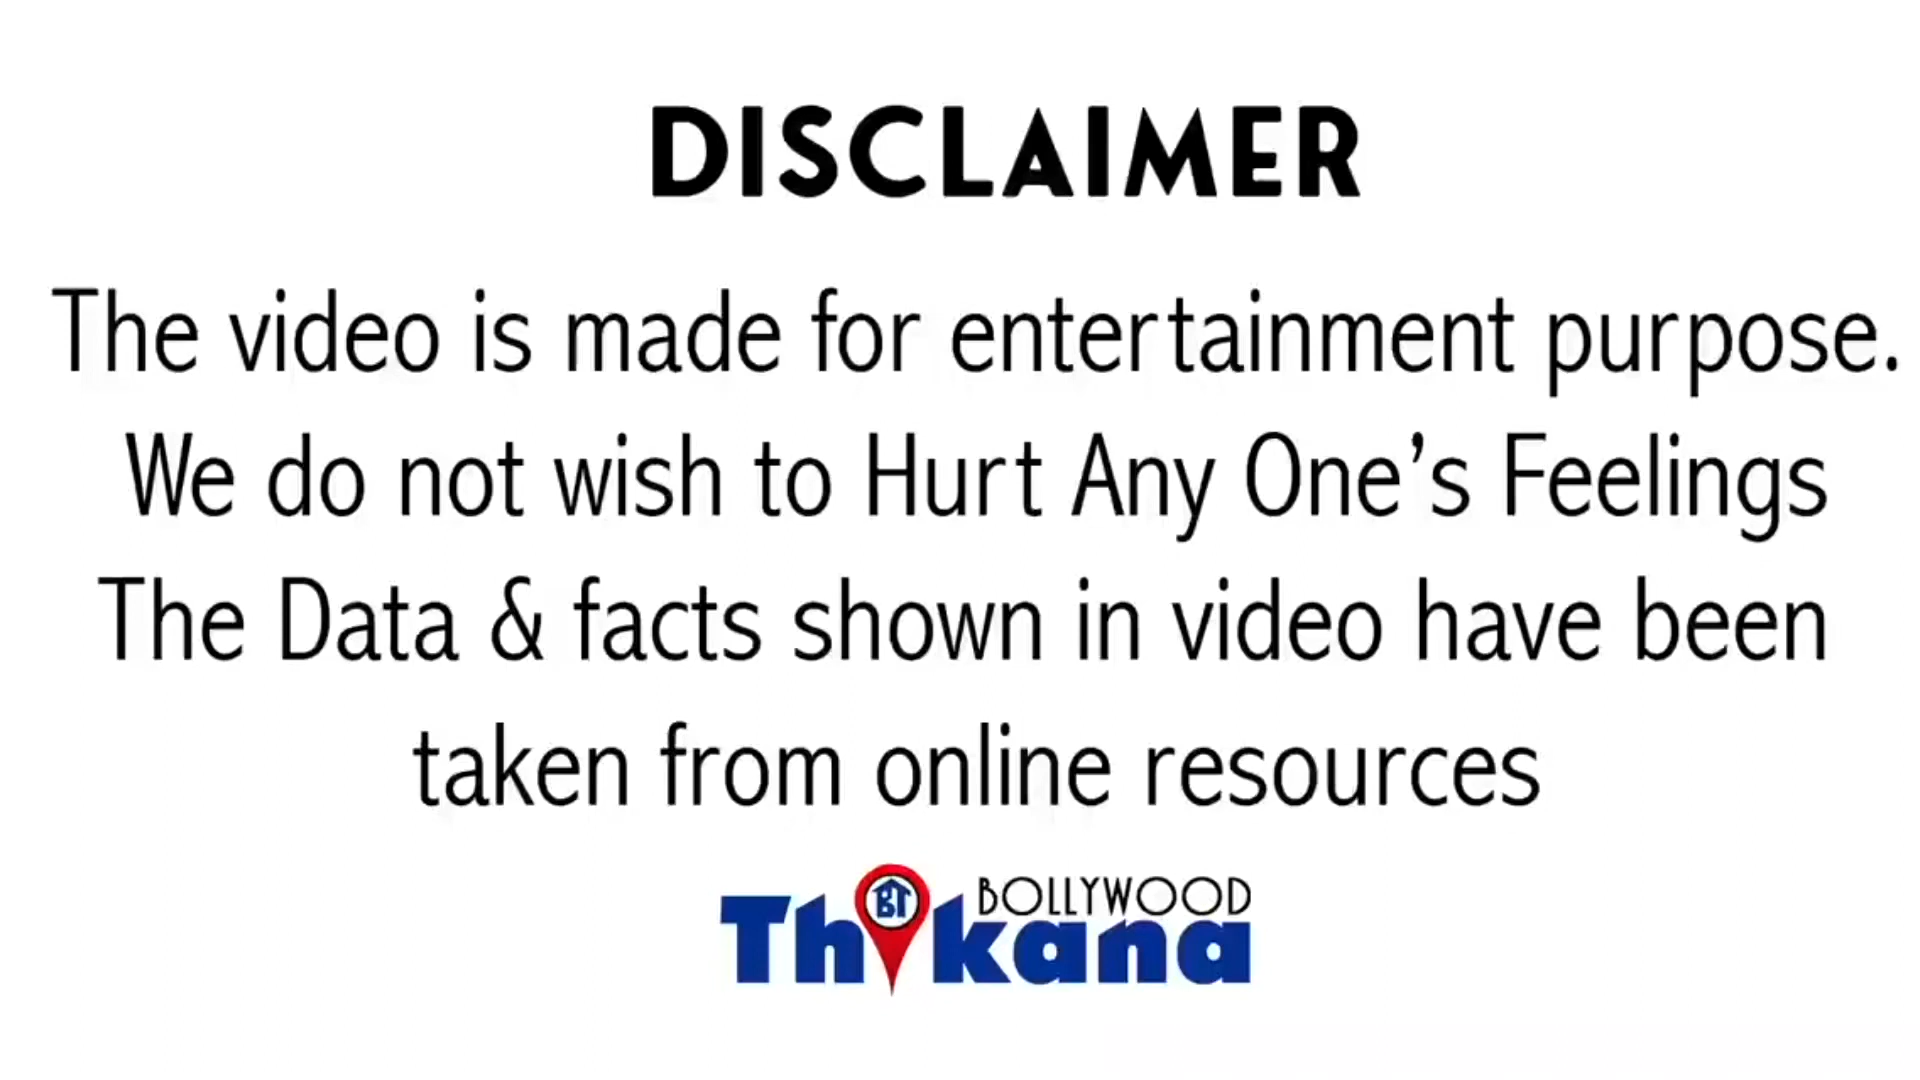 DISCLAIMER
The video is made for entertainment purpose.
We do not wish to Hurt Any One’s Feelings
The Data & facts shown in video have been
taken from online resources
BT
BOLLYWOOD
Thikana